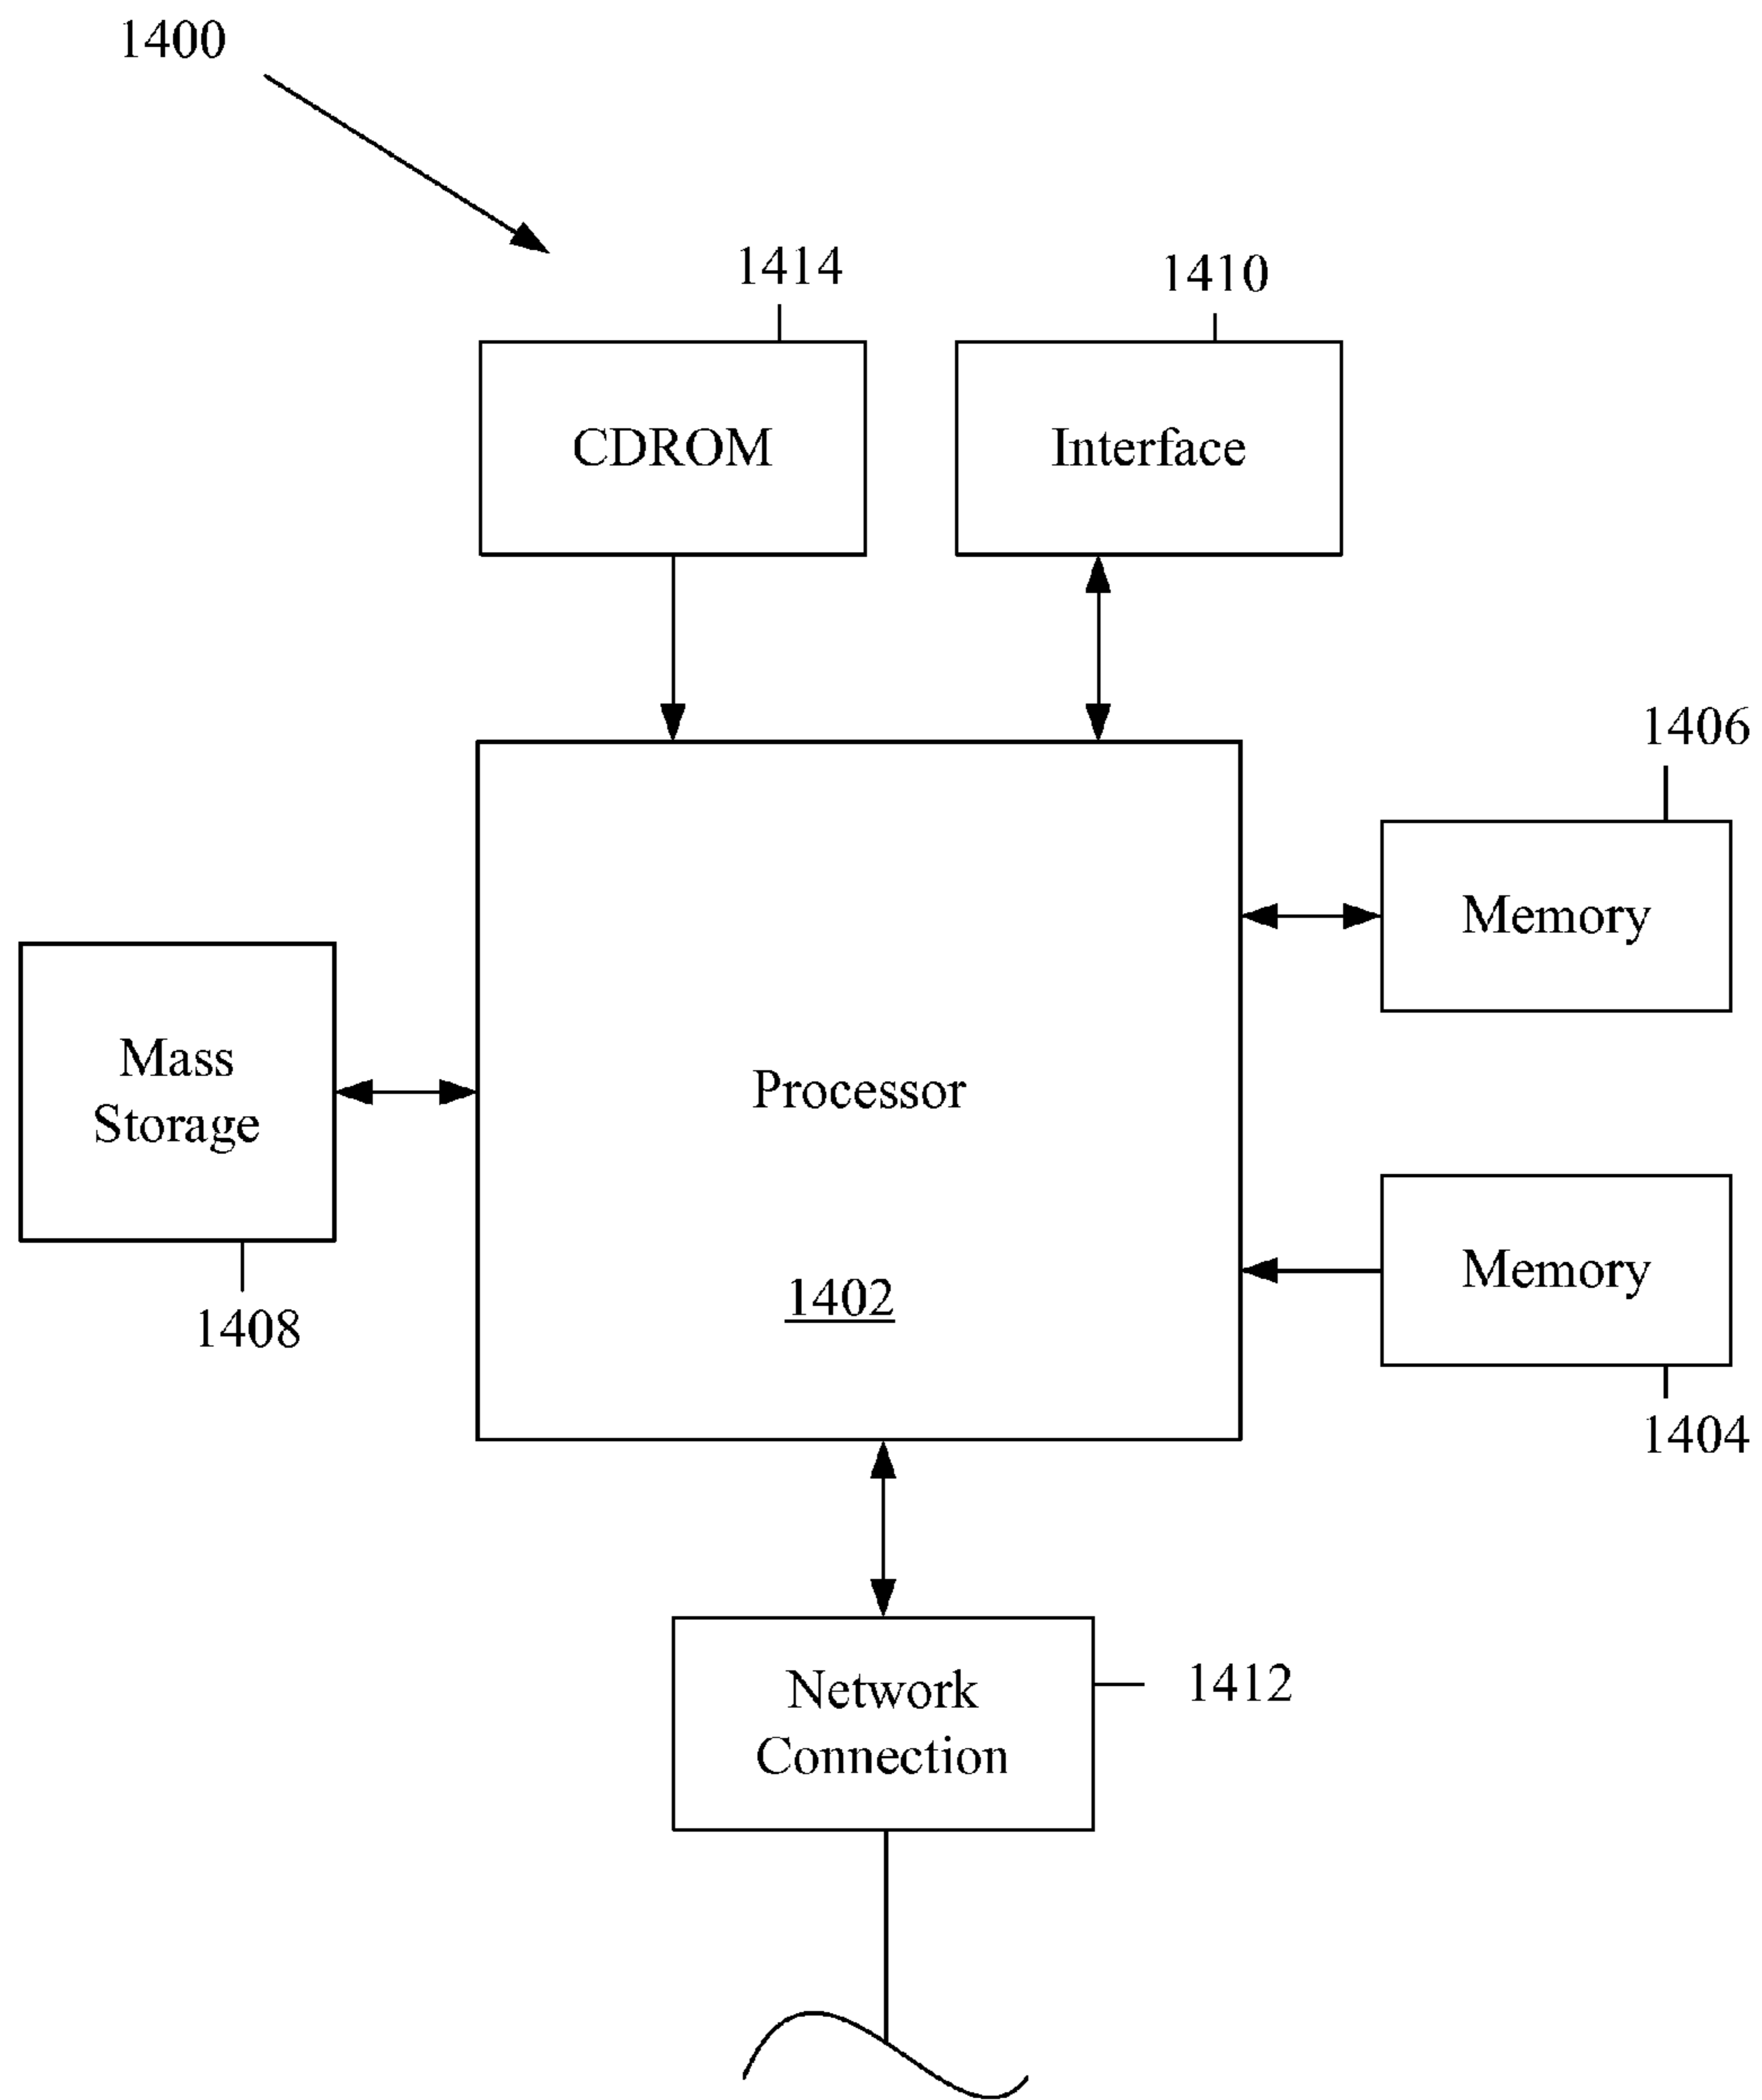 1400
1414
1410
CDROM
Interface
1406
Memory
Mass
Storage
Processor
1408
1402
Memory
1404
Network
Connection
1412